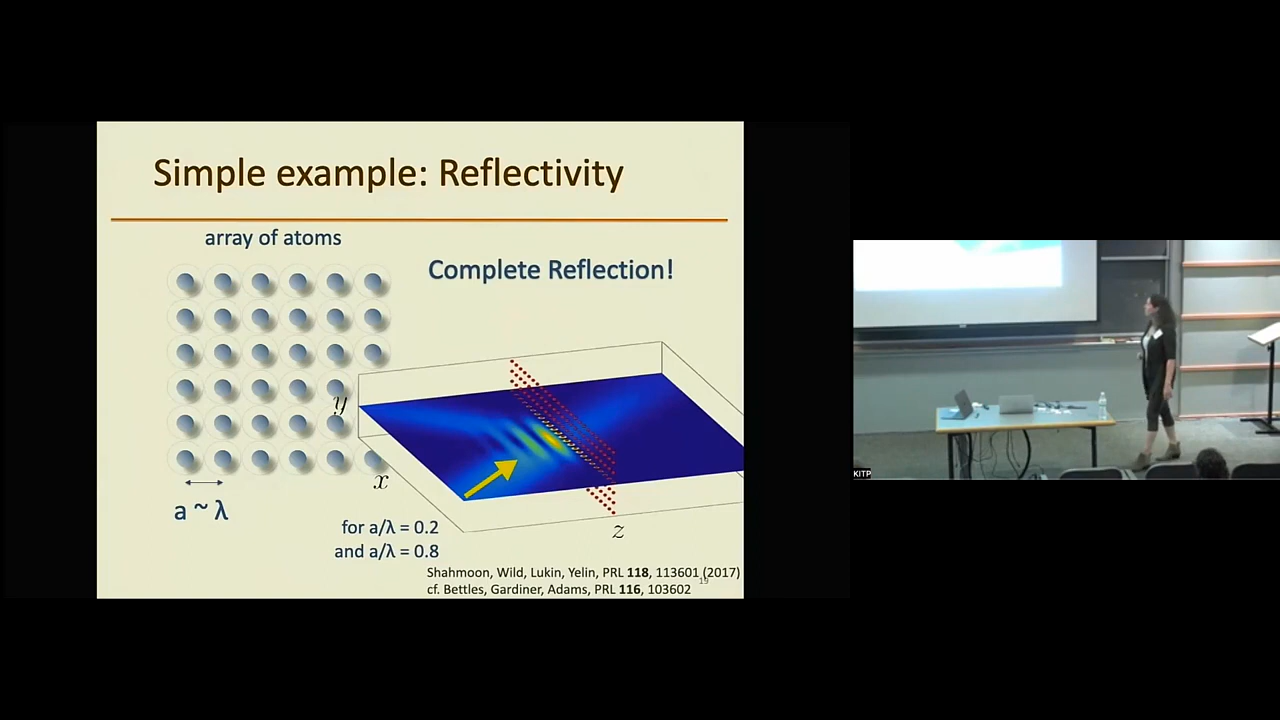 Simple example: Reflectivity
array of atoms
Complete Reflection!
y
x
a ~ λ
z
for a/λ = 0.2
and a/λ = 0.8
Shahmoon, Wild, Lukin, Yelin, PRL 118, 113601 (2017)
19
cf. Bettles, Gardiner, Adams, PRL 116, 103602
KITP